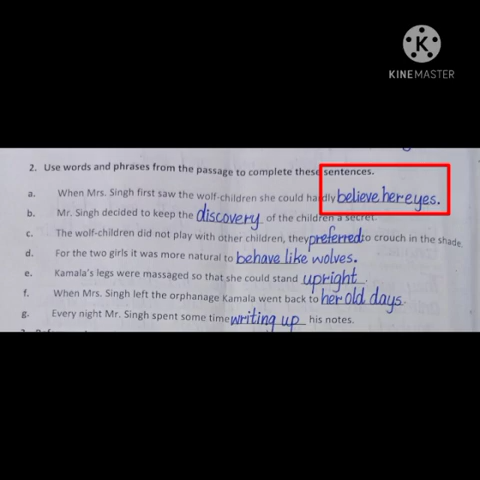 K
KINEMASTER
2. Use words and phrases from the passage to complete these sentences.
a. When Mrs. Singh first saw the wolf-children she could hardly believe her eyes.
b. Mr. Singh decided to keep the discovery of the children a secret.
c. The wolf-children did not play with other children, they preferred to crouch in the shade.
d. For the two girls it was more natural to behave like wolves.
e. Kamala's legs were massaged so that she could stand upright.
f. When Mrs. Singh left the orphanage Kamala went back to her old days
g. Every night Mr. Singh spent some time writing up his notes.